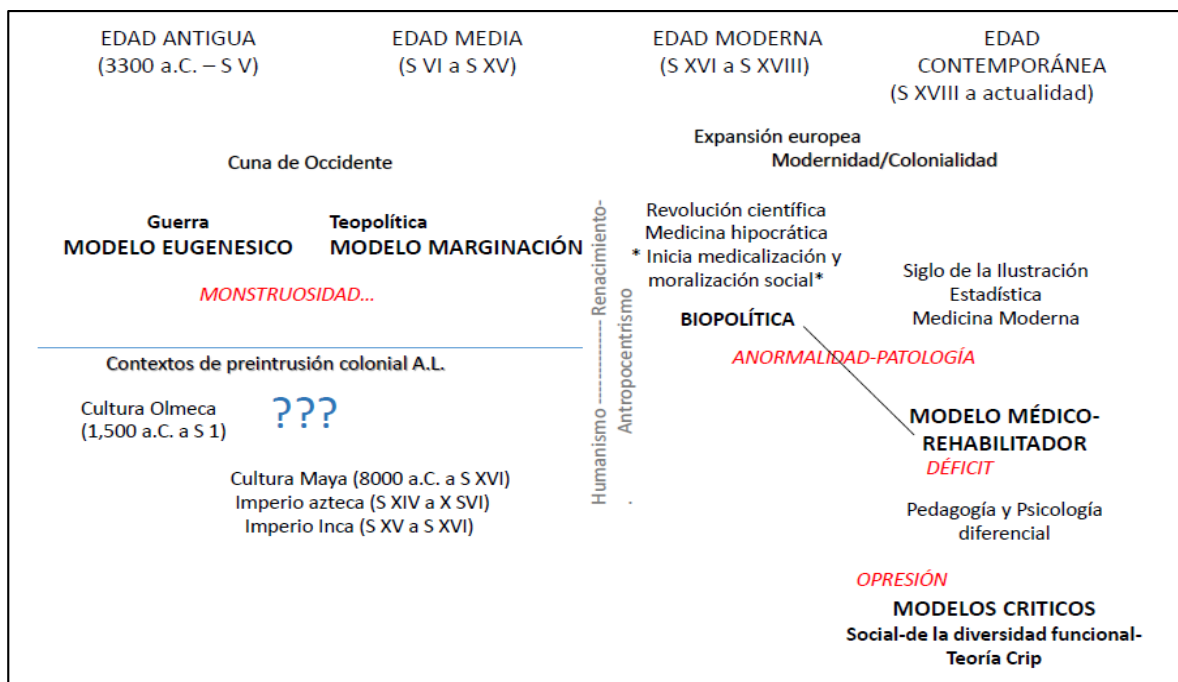 EDAD ANTIGUA
(3300 a.C. – S V)
EDAD MEDIA
(S VI a S XV)
EDAD MODERNA
(S XVI a S XVIII)
EDAD
CONTEMPORÁNEA
(S XVIII a actualidad)
Cuna de Occidente
Expansión europea
Modernidad/Colonialidad
Guerra
MODELO EUGENESICO
Teopolítica
MODELO MARGINACIÓN
MONSTRUOSIDAD...
Humanismo ------------ Renacimiento-
Antropocentrismo
.
Revolución científica
Medicina hipocrática
* Inicia medicalización y
moralización social*
BIOPOLÍTICA
Siglo de la Ilustración
Estadística
Medicina Moderna
ANORMALIDAD-PATOLOGÍA
Contextos de preintrusión colonial A.L.
Cultura Olmeca
(1,500 a.C. a S 1)
???
Cultura Maya (8000 a.C. a S XVI)
Imperio azteca (S XIV a X SVI)
Imperio Inca (S XV a S XVI)
MODELO MÉDICO-
REHABILITADOR
DÉFICIT
Pedagogía y Psicología
diferencial
OPRESIÓN
MODELOS CRITICOS
Social-de la diversidad funcional-
Teoría Crip